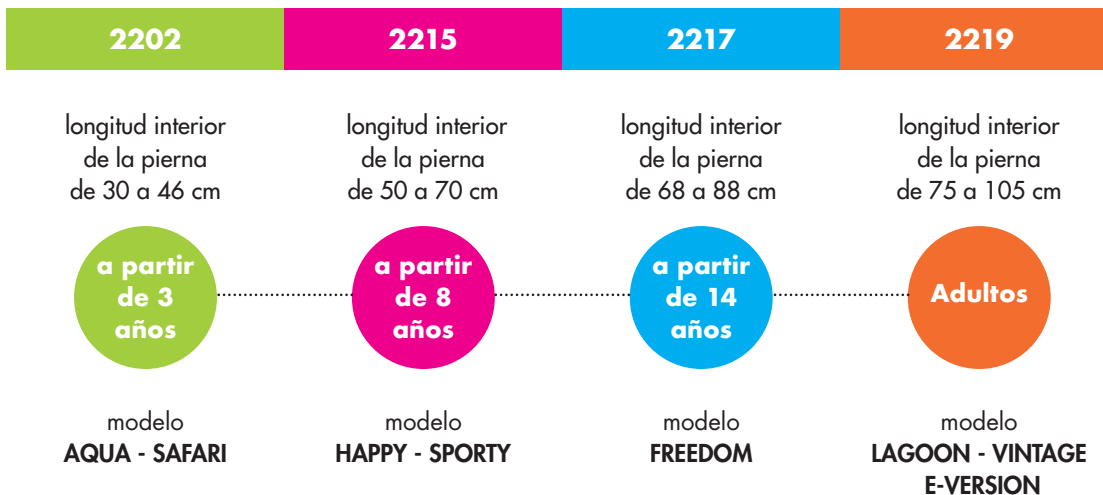 2202
2215
2217
2219
longitud interior
de la pierna
de 30 a 46 cm
longitud interior
de la pierna
de 50 a 70 cm
longitud interior
de la pierna
de 68 a 88 cm
longitud interior
de la pierna
de 75 a 105 cm
a partir
de 3
años
a partir
de 8
años
a partir
de 14
años
Adultos
modelo
AQUA - SAFARI
modelo
HAPPY - SPORTY
modelo
FREEDOM
modelo
LAGOON - VINTAGE
E-VERSION